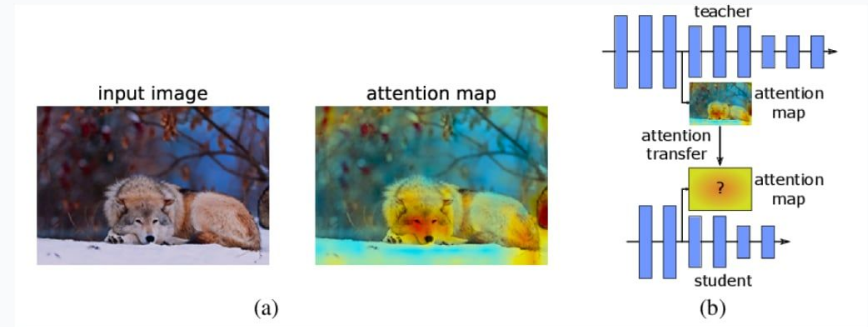 input image
attention map
(a)
teacher
attention
map
attention
transfer
?
attention
map
student
(b)